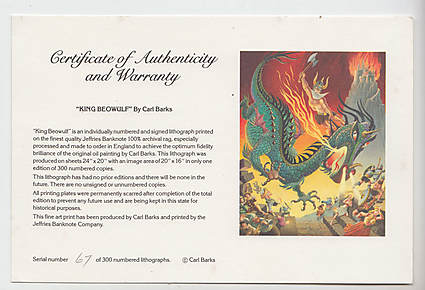 Certificate of Authenticity
and Warranty
"KING BEOWULF" By Carl Barks
"King Beowulf" is an individually numbered and signed lithograph printed
on the finest quality Jeffries Banknote 100% archival rag, especially
processed and made to order in England to achieve the optimum fidelity
brilliance of the original oil painting by Carl Barks. This lithograph was
produced on sheets 24" x 20" with an image area of 20" x 16" in only one
edition of 300 numbered copies.
This lithograph has had no prior editions and there will be none in the
future. There are no unsigned or unnumbered copies.
All printing plates were permanently scarred after completion of the total
edition to prevent any future use and are being kept in this state for
historical purposes.
This fine art print has been produced by Carl Barks and printed by the
Jeffries Banknote Company.
Serial number 67 of 300 numbered lithographs. © Carl Barks